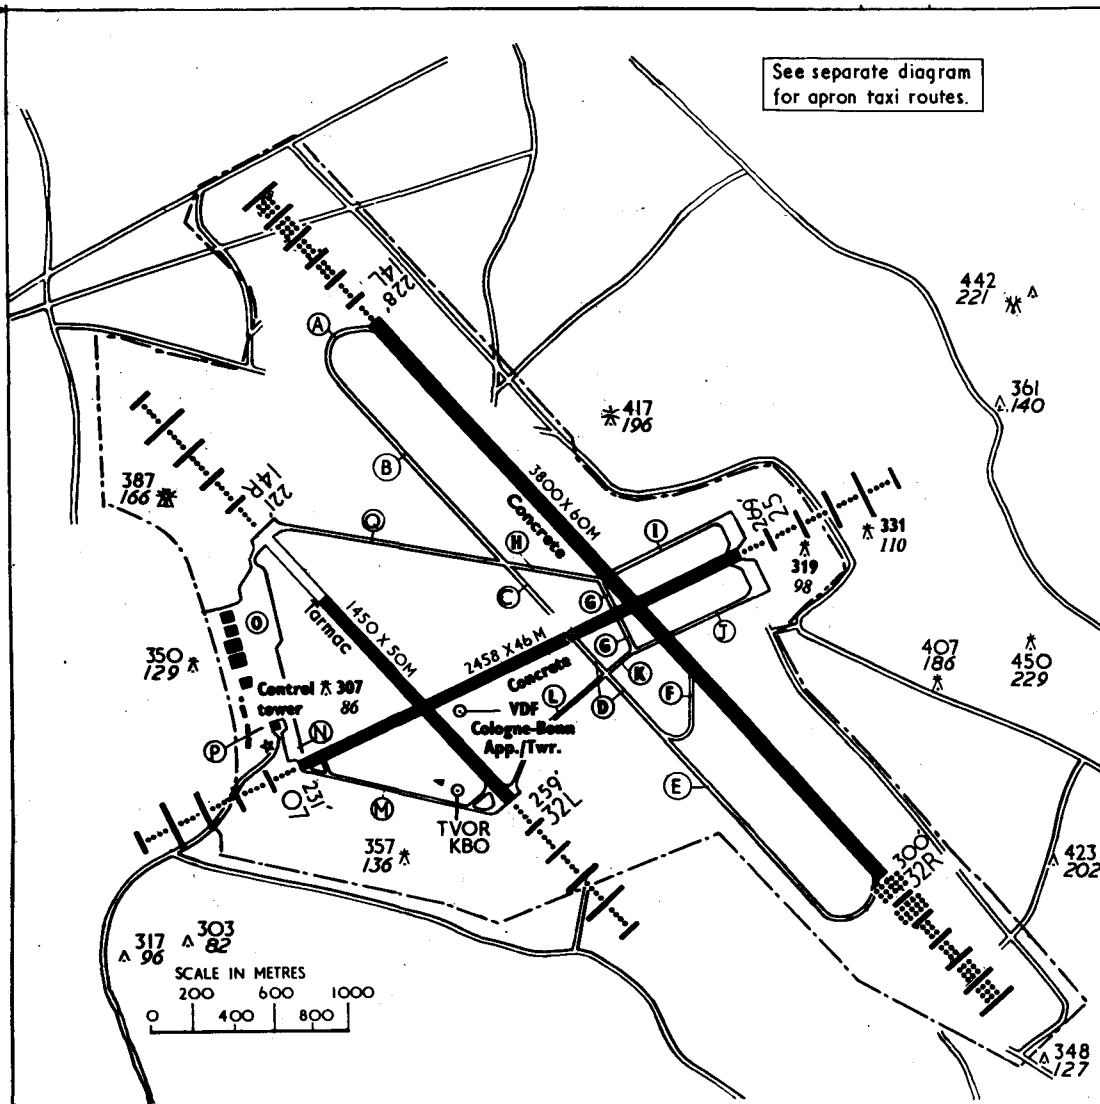 See separate diagram
for apron taxi routes.
442
221
14L
228'
A
361
140
417
196
B
387
166
14R
221'
3800 X 60M
Concrete
25
269'
331
110
Q
H
I
319
98
C
G
O
1450 X 50M
Tarmac
J
G
2458 X 46 M
Concrete
407
186
450
229
350
129
K
F
L
D
Control
tower
307
86
VDF
Cologne-Bonn
App./Twr.
P
N
E
231'
07
M
259'
32L
TVOR
KBO
300'
32R
357
136
423
202
317
96
303
82
SCALE IN METRES
200 600 1000
0 400 800
348
127